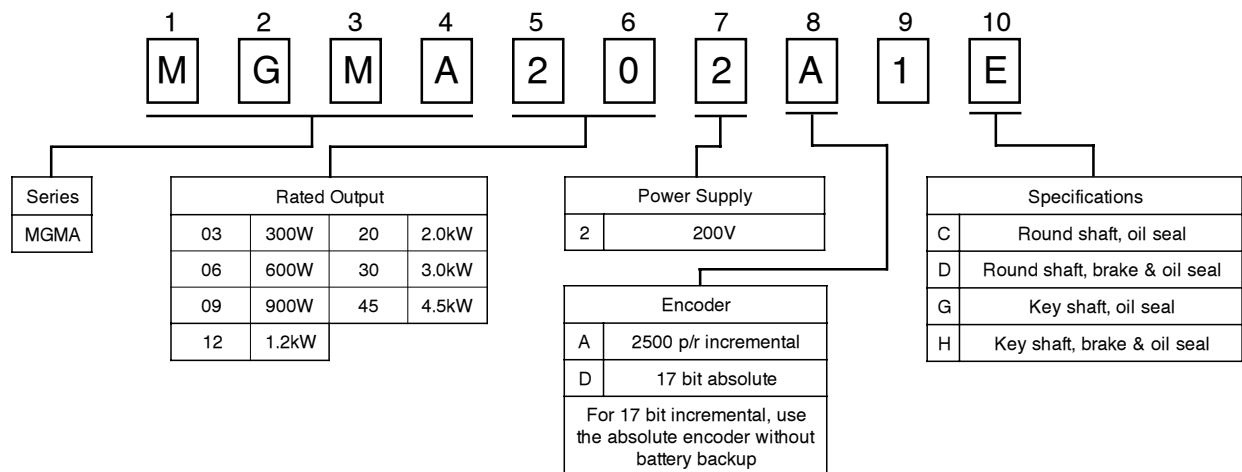 1 2 3 4 5 6 7 8 9 10
M G M A 2 0 2 A 1 E
Series
MGMA
Rated Output
03 300W 20 2.0kW
06 600W 30 3.0kW
09 900W 45 4.5kW
12 1.2kW
Power Supply
2 200V
Encoder
A 2500 p/r incremental
D 17 bit absolute
For 17 bit incremental, use
the absolute encoder without
battery backup
Specifications
C Round shaft, oil seal
D Round shaft, brake & oil seal
G Key shaft, oil seal
H Key shaft, brake & oil seal